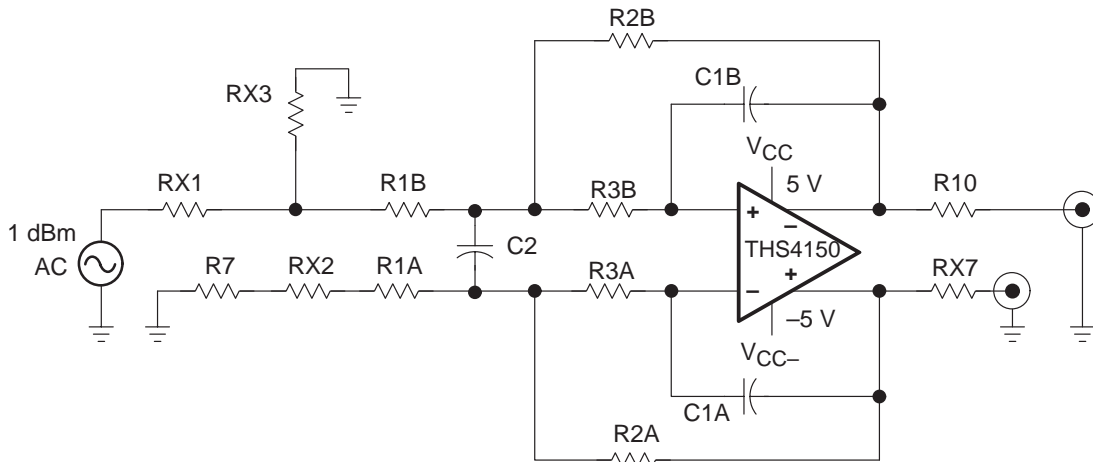 R2B
C1B
RX3
VCC
5 V
RX1
R1B
R3B
R10
+
−
1 dBm
AC
C2
THS4150
R7
RX2
R1A
R3A
+
−
RX7
–5 V
VCC–
C1A
R2A